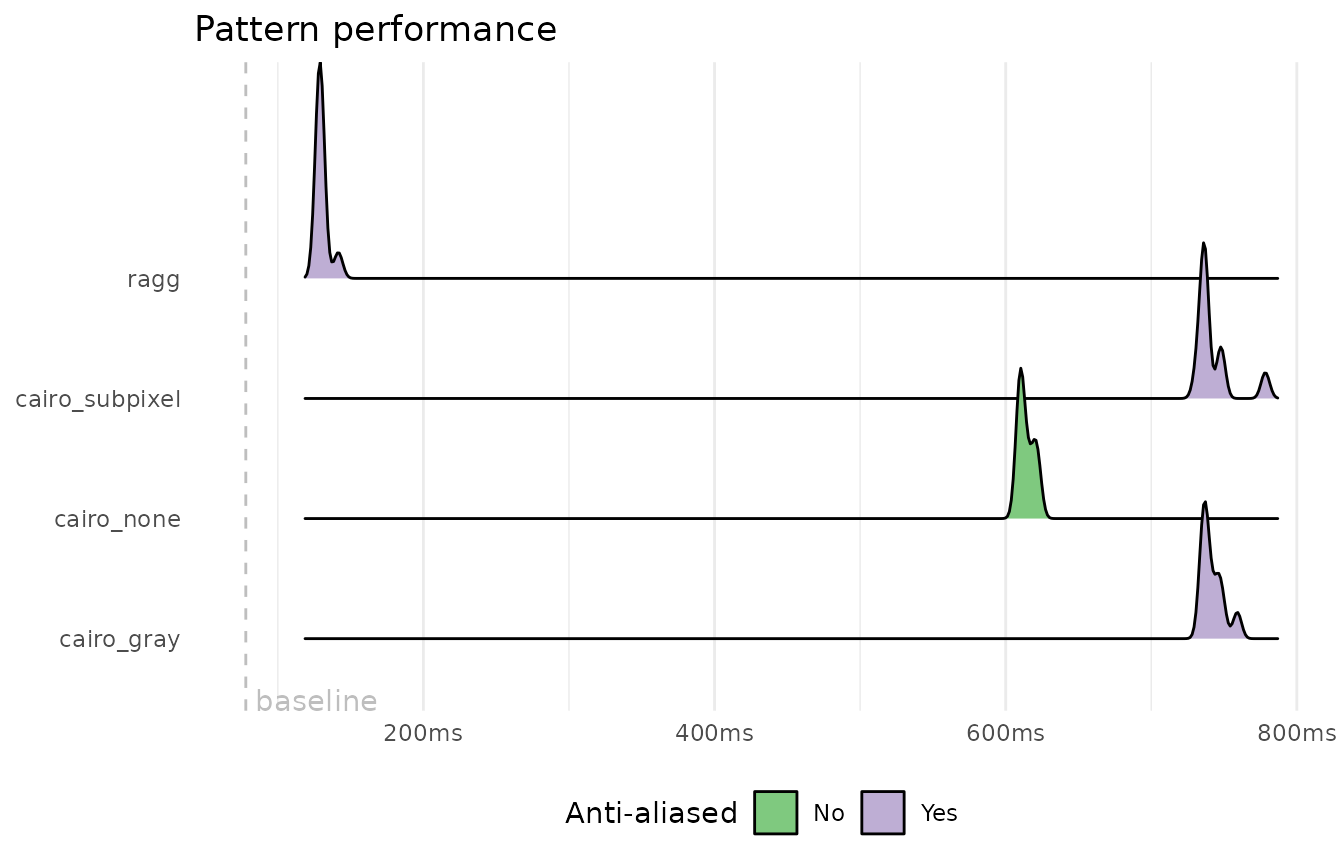 Pattern performance
ragg
cairo_subpixel
cairo_none
cairo_gray
baseline
200ms 400ms 600ms 800ms
Anti-aliased No Yes